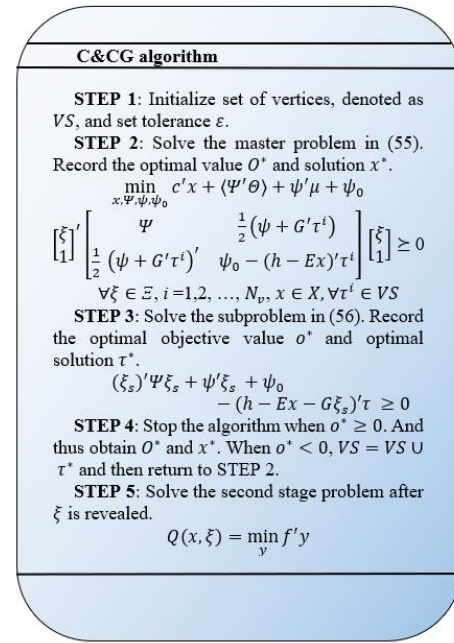 C&CG algorithm
STEP 1: Initialize set of vertices, denoted as
VS, and set tolerance ε.
STEP 2: Solve the master problem in (55).
Record the optimal value O* and solution x*.
min x,Ψ,ψ,ψ₀ c′x + ⟨Ψ′Θ⟩ + ψ′μ + ψ₀
[ξ 1]′ [Ψ ½(ψ + G′τⁱ) ½(ψ + G′τⁱ)′ ψ₀ − (h − Ex)′τⁱ] [ξ 1] ≥ 0
∀ξ ∈ Ξ, i =1,2, …, Nᵥ, x ∈ X, ∀τⁱ ∈ VS
STEP 3: Solve the subproblem in (56). Record
the optimal objective value o* and optimal
solution τ*.
(ξₛ)′Ψξₛ + ψ′ξₛ + ψ₀
− (h − Ex − Gξₛ)′τ ≥ 0
STEP 4: Stop the algorithm when o* ≥ 0. And
thus obtain O* and x*. When o* < 0, VS = VS ∪
τ* and then return to STEP 2.
STEP 5: Solve the second stage problem after
ξ is revealed.
Q(x, ξ) = min y f′y